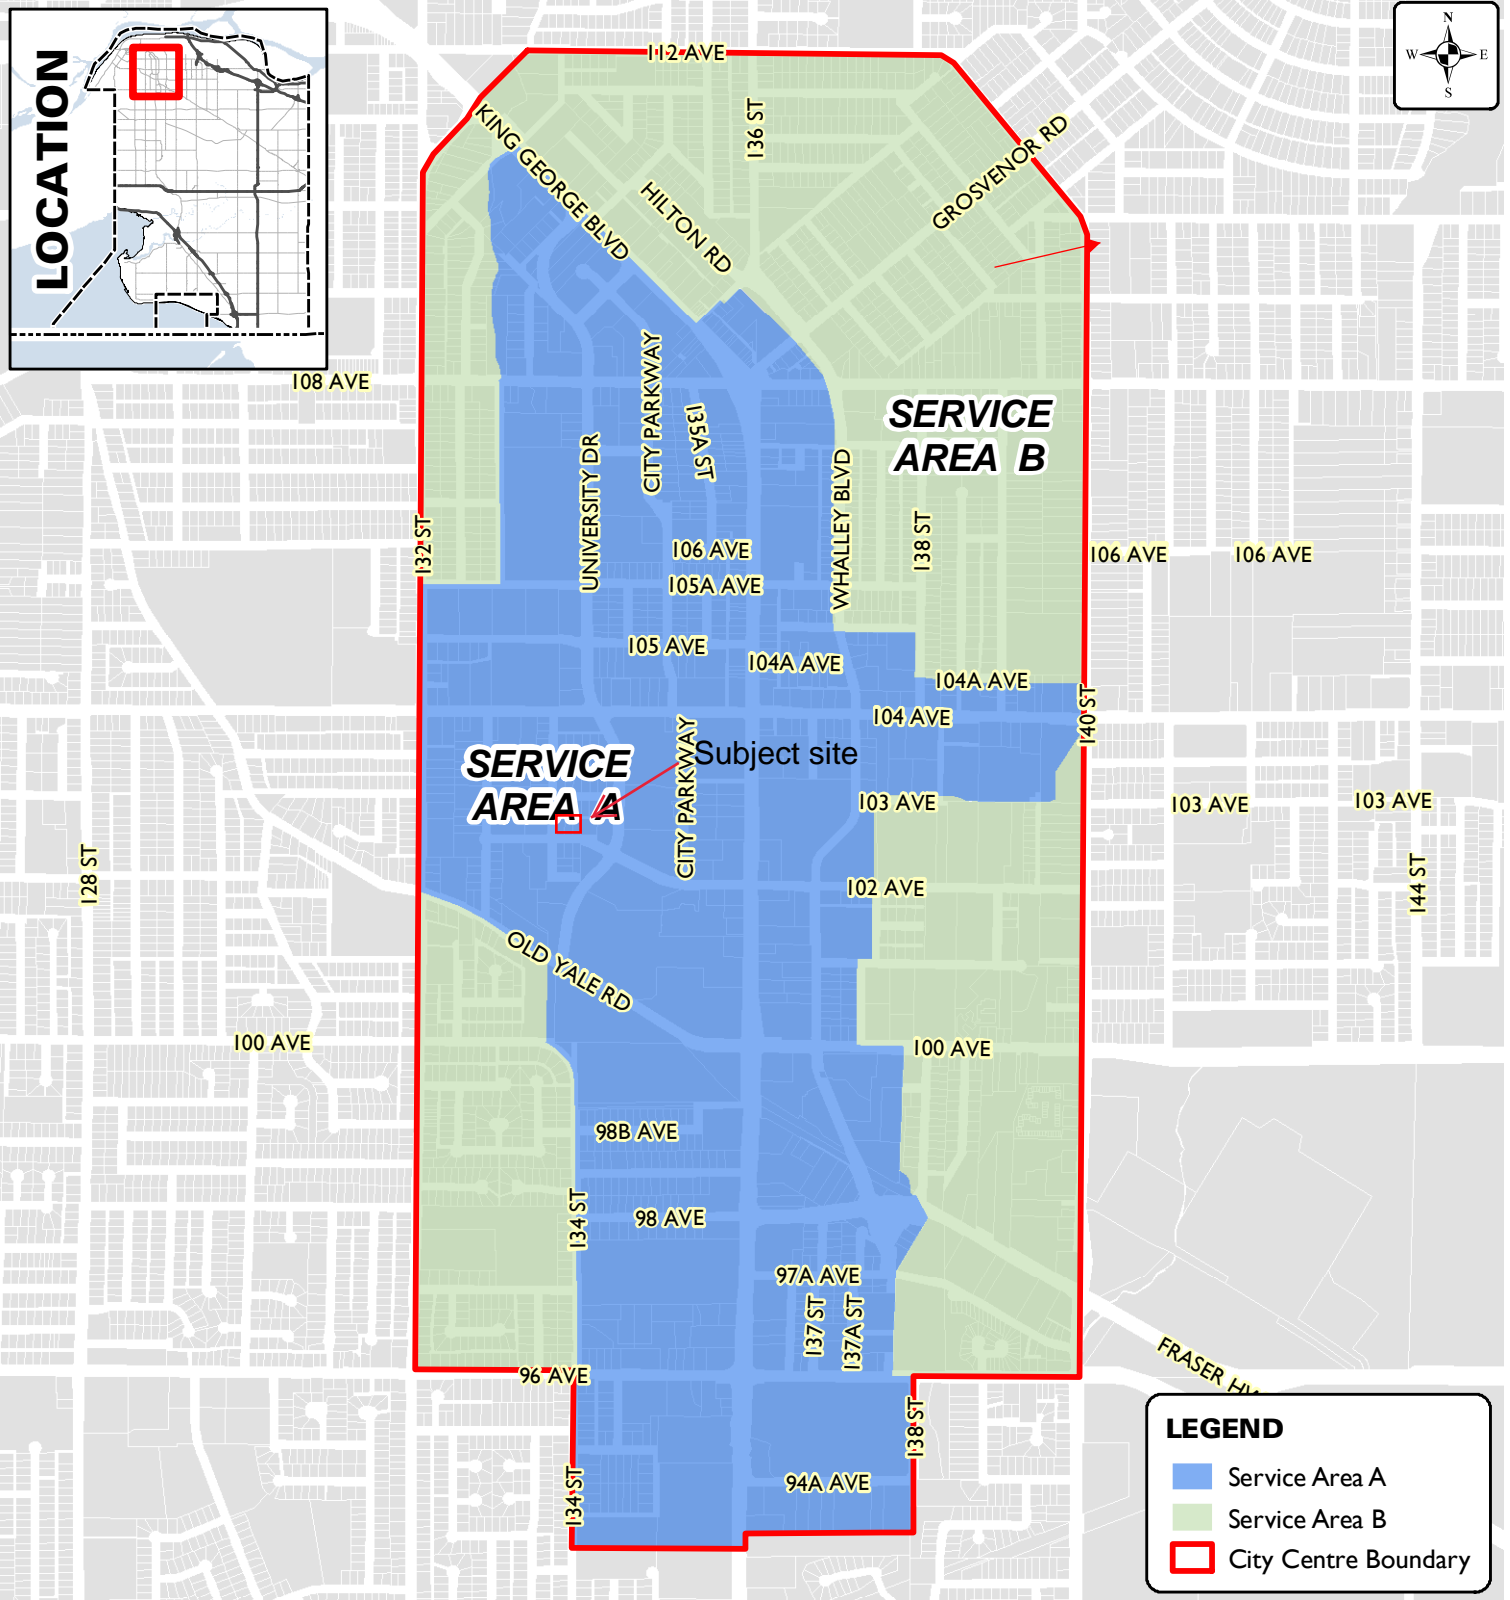 LOCATION
N
W
E
S
112 AVE
KING GEORGE BLVD
136 ST
HILTON RD
GROSVENOR RD
108 AVE
CITY PARKWAY
135A ST
UNIVERSITY DR
WHALLEY BLVD
SERVICE
AREA B
132 ST
138 ST
106 AVE
106 AVE
106 AVE
105A AVE
105 AVE
104A AVE
104A AVE
104 AVE
140 ST
SERVICE
AREA A
Subject site
CITY PARKWAY
103 AVE
103 AVE
103 AVE
128 ST
102 AVE
144 ST
OLD YALE RD
100 AVE
100 AVE
98B AVE
134 ST
98 AVE
97A AVE
137 ST
137A ST
96 AVE
FRASER HW
138 ST
134 ST
94A AVE
LEGEND
Service Area A
Service Area B
City Centre Boundary